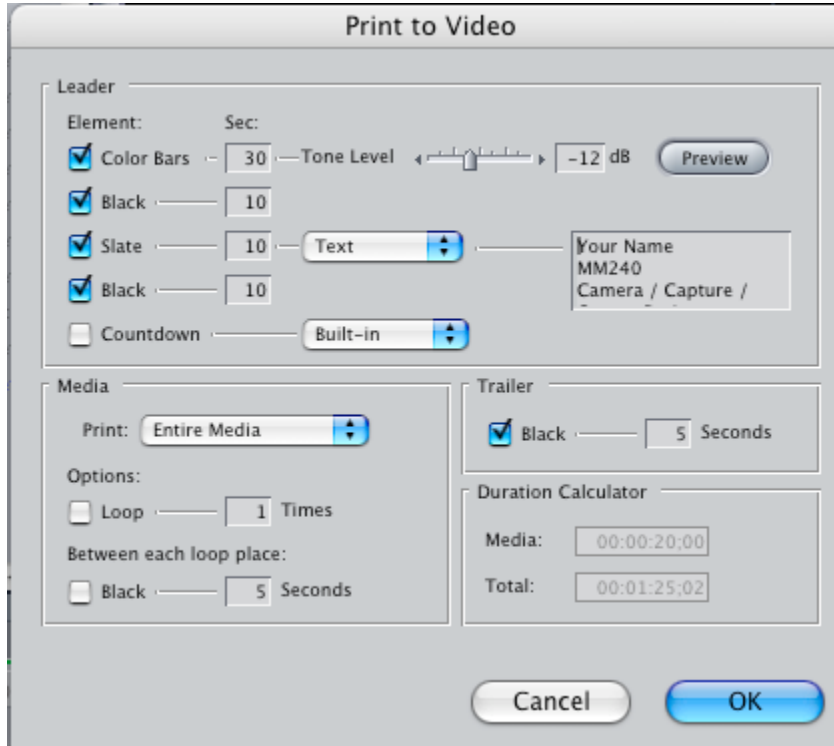 Print to Video
Leader
Element: Sec:
Color Bars 30 Tone Level -12 dB Preview
Black 10
Slate 10 Text Your Name
MM240
Camera / Capture /
Black 10
Countdown Built-in
Media
Print: Entire Media
Options:
Loop 1 Times
Between each loop place:
Black 5 Seconds
Trailer
Black 5 Seconds
Duration Calculator
Media: 00:00:20;00
Total: 00:01:25;02
Cancel OK